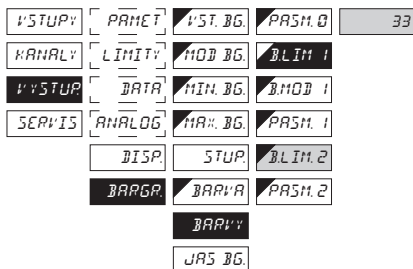 VSTUPY PAMET VST. BG. PASM. 0 33
KANALY LIMITY MOD BG. B.LIM 1
VYSTUP. DATA MIN. BG. B.MOD 1
SERVIS ANALOG MAX. BG. PASM. 1
DISP. STUP. B.LIM. 2
BARGR. BARVA PASM. 2
BARVY
JAS BG.